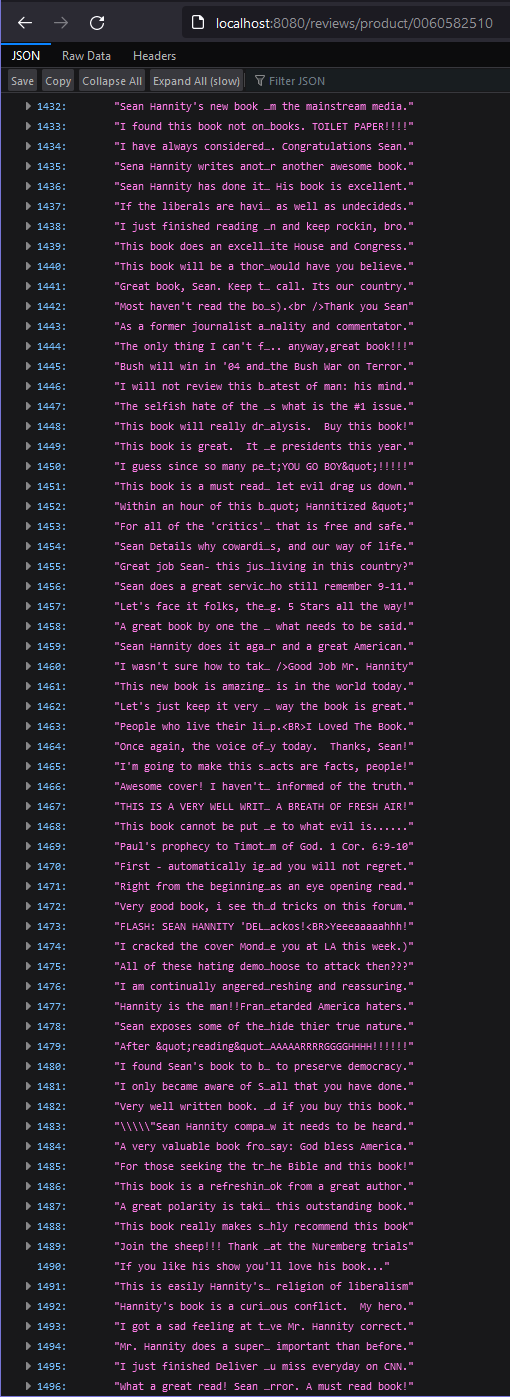 localhost:8080/reviews/product/0060582510
JSON Raw Data Headers
Save Copy Collapse All Expand All (slow) Filter JSON
1432: "Sean Hannity's new book …m the mainstream media."
1433: "I found this book not on…books. TOILET PAPER!!!!"
1434: "I have always considered…. Congratulations Sean."
1435: "Sena Hannity writes anot…r another awesome book."
1436: "Sean Hannity has done it… His book is excellent."
1437: "If the liberals are havi… as well as undecideds."
1438: "I just finished reading …n and keep rockin, bro."
1439: "This book does an excell…ite House and Congress."
1440: "This book will be a thor…would have you believe."
1441: "Great book, Sean. Keep t… call. Its our country."
1442: "Most haven't read the bo…s).<br />Thank you Sean"
1443: "As a former journalist a…nality and commentator."
1444: "The only thing I can't f….. anyway,great book!!!"
1445: "Bush will win in '04 and…the Bush War on Terror."
1446: "I will not review this b…atest of man: his mind."
1447: "The selfish hate of the …s what is the #1 issue."
1448: "This book will really dr…alysis.  Buy this book!"
1449: "This book is great.  It …e presidents this year."
1450: "I guess since so many pe…t;YOU GO BOY&quot;!!!!!"
1451: "This book is a must read… let evil drag us down."
1452: "Within an hour of this b…quot; Hannitized &quot;"
1453: "For all of the 'critics'… that is free and safe."
1454: "Sean Details why cowardi…s, and our way of life."
1455: "Great job Sean- this jus…living in this country?"
1456: "Sean does a great servic…ho still remember 9-11."
1457: "Let's face it folks, the…g. 5 Stars all the way!"
1458: "A great book by one the … what needs to be said."
1459: "Sean Hannity does it aga…r and a great American."
1460: "I wasn't sure how to tak… />Good Job Mr. Hannity"
1461: "This new book is amazing… is in the world today."
1462: "Let's just keep it very … way the book is great."
1463: "People who live their li…p.<BR>I Loved The Book."
1464: "Once again, the voice of…y today.  Thanks, Sean!"
1465: "I'm going to make this s…acts are facts, people!"
1466: "Awesome cover! I haven't… informed of the truth."
1467: "THIS IS A VERY WELL WRIT… A BREATH OF FRESH AIR!"
1468: "This book cannot be put …e to what evil is......"
1469: "Paul's prophecy to Timot…m of God. 1 Cor. 6:9-10"
1470: "First - automatically ig…ad you will not regret."
1471: "Right from the beginning…as an eye opening read."
1472: "Very good book, i see th…d tricks on this forum."
1473: "FLASH: SEAN HANNITY 'DEL…ackos!<BR>Yeeeaaaaahhh!"
1474: "I cracked the cover Mond…e you at LA this week.)"
1475: "All of these hating demo…hoose to attack then???"
1476: "I am continually angered…reshing and reassuring."
1477: "Hannity is the man!!Fran…etarded America haters."
1478: "Sean exposes some of the…hide thier true nature."
1479: "After &quot;reading&quot…AAAAARRRRGGGGHHHH!!!!!!"
1480: "I found Sean's book to b… to preserve democracy."
1481: "I only became aware of S…all that you have done."
1482: "Very well written book. …d if you buy this book."
1483: "\\\\\"Sean Hannity compa…w it needs to be heard."
1484: "A very valuable book fro…say: God bless America."
1485: "For those seeking the tr…he Bible and this book!"
1486: "This book is a refreshin…ok from a great author."
1487: "A great polarity is taki… this outstanding book."
1488: "This book really makes s…hly recommend this book"
1489: "Join the sheep!!! Thank …at the Nuremberg trials"
1490: "If you like his show you'll love his book..."
1491: "This is easily Hannity's… religion of liberalism"
1492: "Hannity's book is a curi…ous conflict.  My hero."
1493: "I got a sad feeling at t…ve Mr. Hannity correct."
1494: "Mr. Hannity does a super… important than before."
1495: "I just finished Deliver …u miss everyday on CNN."
1496: "What a great read! Sean …rror. A must read book!"